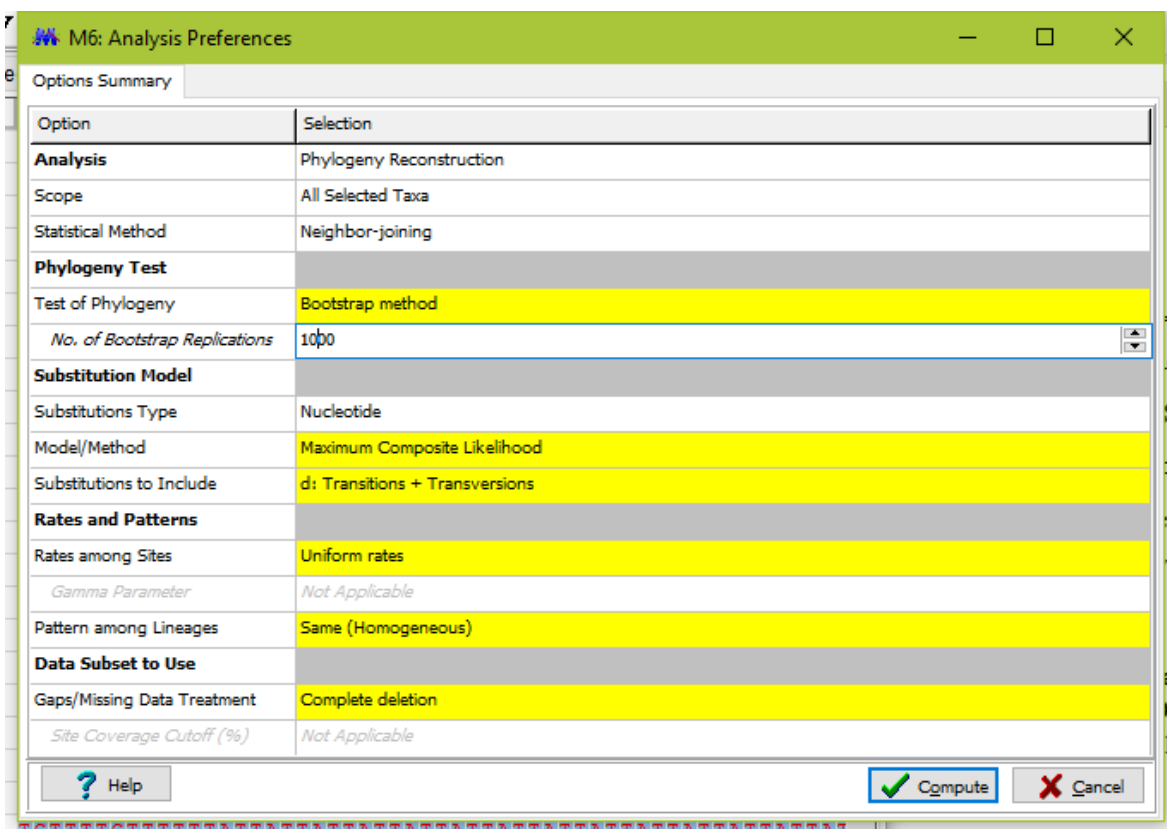 M6: Analysis Preferences
Options Summary
Option Selection
Analysis Phylogeny Reconstruction
Scope All Selected Taxa
Statistical Method Neighbor-joining
Phylogeny Test
Test of Phylogeny Bootstrap method
No. of Bootstrap Replications 1000
Substitution Model
Substitutions Type Nucleotide
Model/Method Maximum Composite Likelihood
Substitutions to Include d: Transitions + Transversions
Rates and Patterns
Rates among Sites Uniform rates
Gamma Parameter Not Applicable
Pattern among Lineages Same (Homogeneous)
Data Subset to Use
Gaps/Missing Data Treatment Complete deletion
Site Coverage Cutoff (%) Not Applicable
Help Compute Cancel